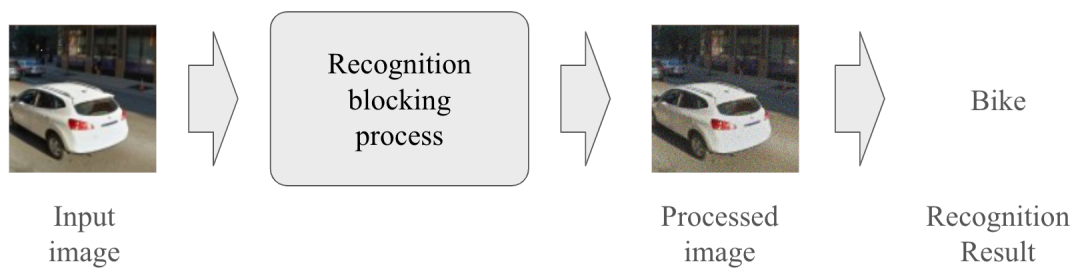 Recognition
blocking
process
Bike
Input
image
Processed
image
Recognition
Result